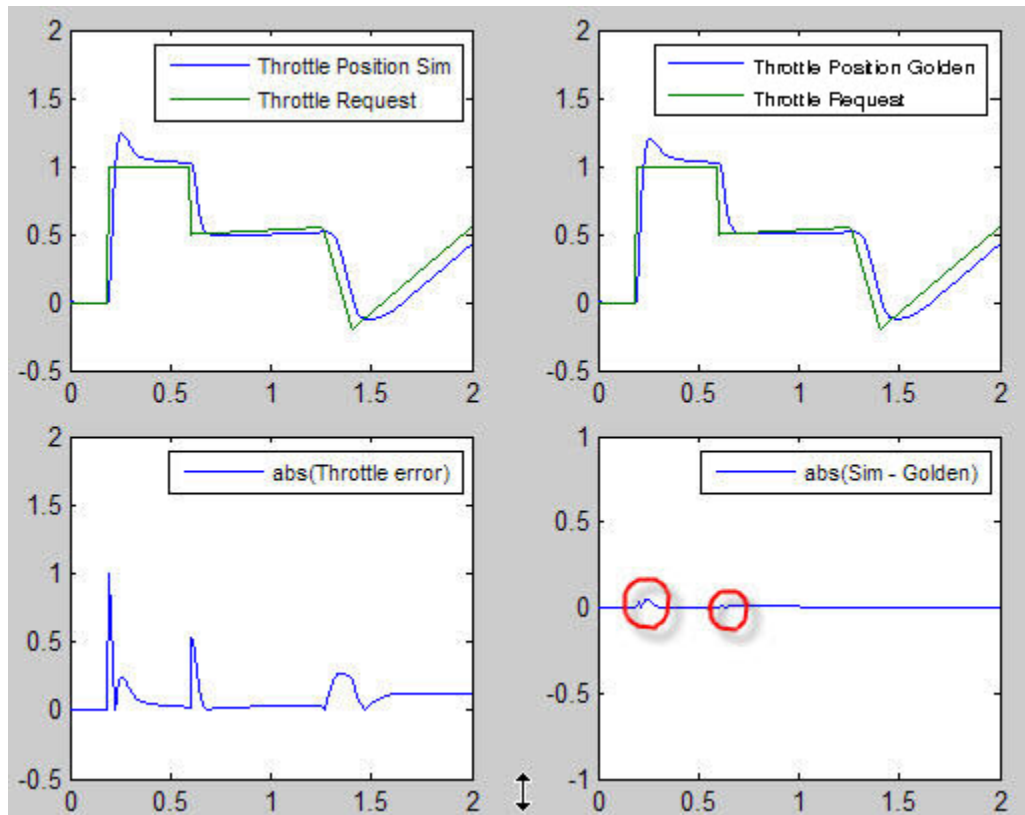 2
1.5
1
0.5
0
-0.5
0 0.5 1 1.5 2
Throttle Position Sim
Throttle Request
2
1.5
1
0.5
0
-0.5
0 0.5 1 1.5 2
Throttle Position Golden
Throttle Request
2
1.5
1
0.5
0
-0.5
0 0.5 1 1.5 2
abs(Throttle error)
1
0.5
0
-0.5
-1
0 0.5 1 1.5 2
abs(Sim - Golden)